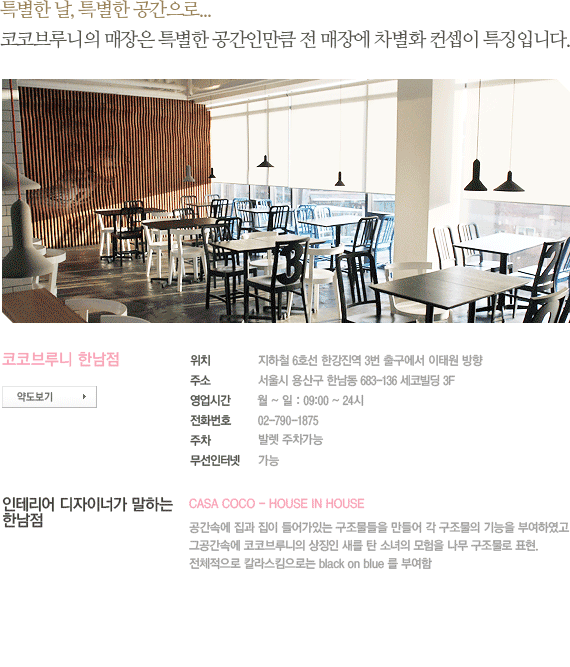 특별한 날, 특별한 공간으로...
코코브루니의 매장은 특별한 공간인만큼 전 매장에 차별화 컨셉이 특징입니다.
코코브루니 한남점
약도보기
위치 지하철 6호선 한강진역 3번 출구에서 이태원 방향
주소 서울시 용산구 한남동 683-136 세코빌딩 3F
영업시간 월 ~ 일 : 09:00 ~ 24시
전화번호 02-790-1875
주차 발렛 주차가능
무선인터넷 가능
인테리어 디자이너가 말하는
한남점
CASA COCO - HOUSE IN HOUSE
공간속에 집과 집이 들어가있는 구조물들을 만들어 각 구조물의 기능을 부여하였고
그공간속에 코코브루니의 상징인 새를 탄 소녀의 모험을 나무 구조물로 표현.
전체적으로 칼라스킴으로는 black on blue 를 부여함